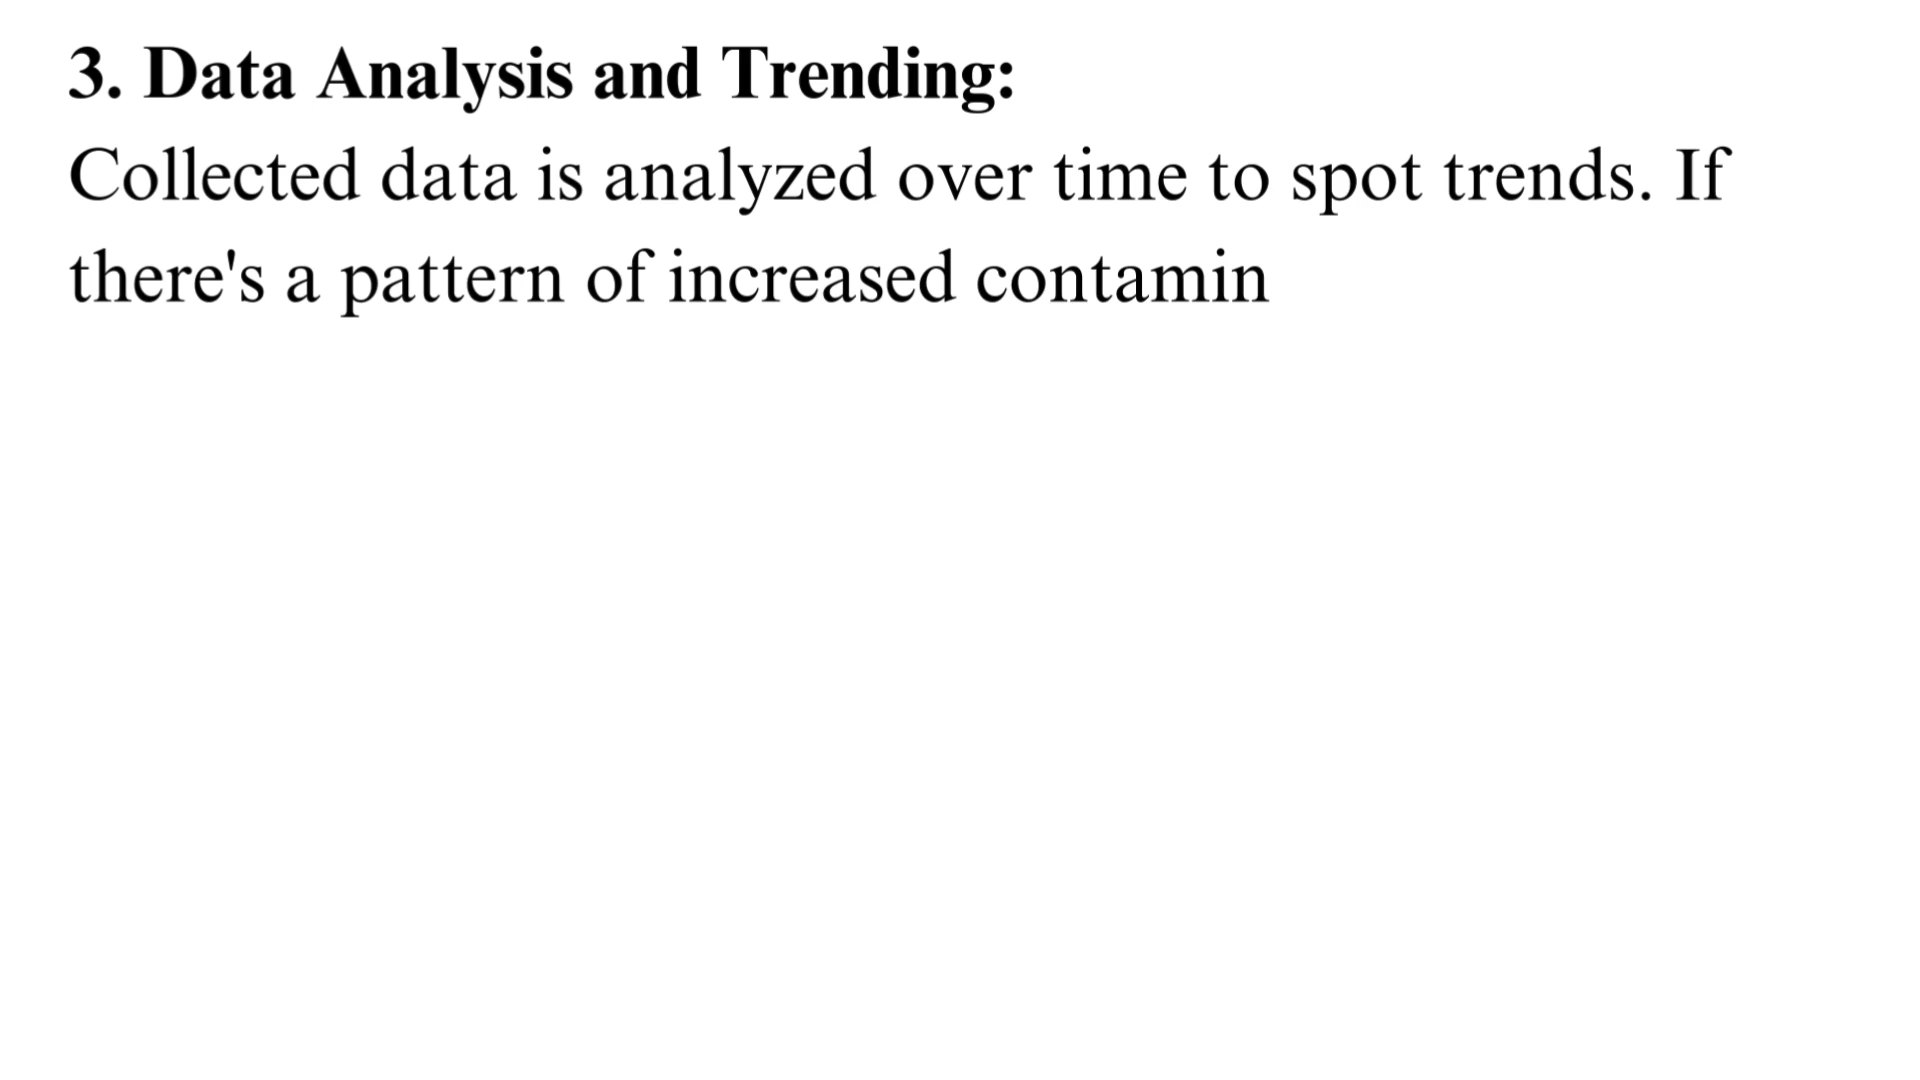 3. Data Analysis and Trending:
Collected data is analyzed over time to spot trends. If
there's a pattern of increased contamin